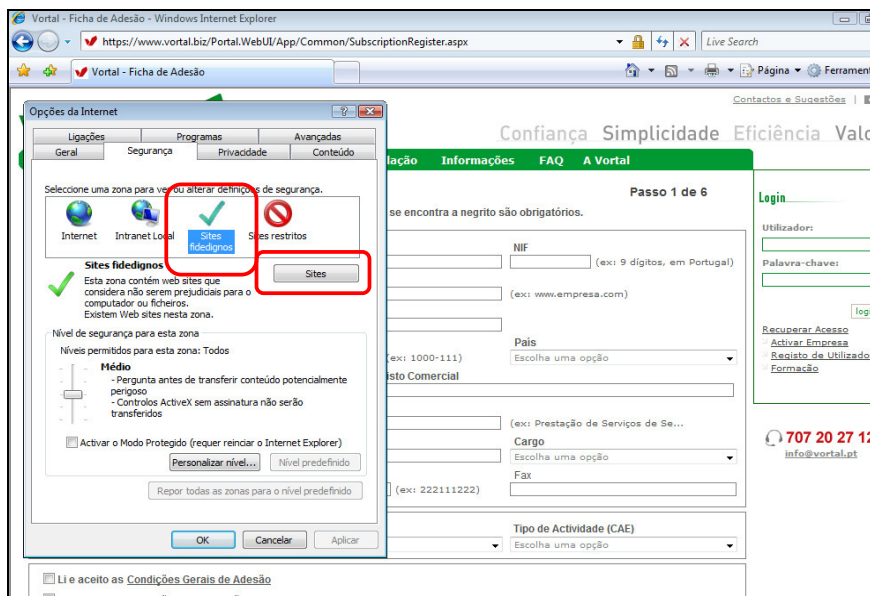 Vortal - Ficha de Adesão - Windows Internet Explorer
https://www.vortal.biz/Portal.WebUI/App/Common/SubscriptionRegister.aspx
Live Search
Vortal - Ficha de Adesão
Página
Contactos e Sugestões |
Confiança Simplicidade Eficiência
Informações FAQ A Vortal
Passo 1 de 6
se encontra a negrito são obrigatórios.
NIF
(ex: 9 dígitos, em Portugal)
(ex: www.empresa.com)
País
(ex: 1000-111)
Escolha uma opção
Comercial
(ex: Prestação de Serviços de Se...
Cargo
Escolha uma opção
Fax
(ex: 222111222)
Tipo de Actividade (CAE)
Escolha uma opção
Li e aceito as Condições Gerais de Adesão
Login
Utilizador:
Palavra-chave:
Recuperar Acesso
Activar Empresa
Registo de
Formação
707 20 27
info@vortal.pt
Opções da Internet
Ligações Programas Avançadas
Geral Segurança Privacidade Conteúdo
Seleccione uma zona para ver ou alterar definições de segurança.
Internet Intranet Local Sites fidedignos Sites restritos
Sites fidedignos
Sites
Esta zona contém web sites que
considera não serem prejudiciais para o
computador ou ficheiros.
Existem Web sites nesta zona.
Nível de segurança para esta zona
Níveis permitidos para esta zona: Todos
Médio
- Pergunta antes de transferir conteúdo potencialmente
perigoso
- Controlos ActiveX sem assinatura não serão
transferidos
Activar o Modo Protegido (requer reinciar o Internet Explorer)
Personalizar nível... Nível predefinido
Repor todas as zonas para o nível predefinido
OK Cancelar Aplicar